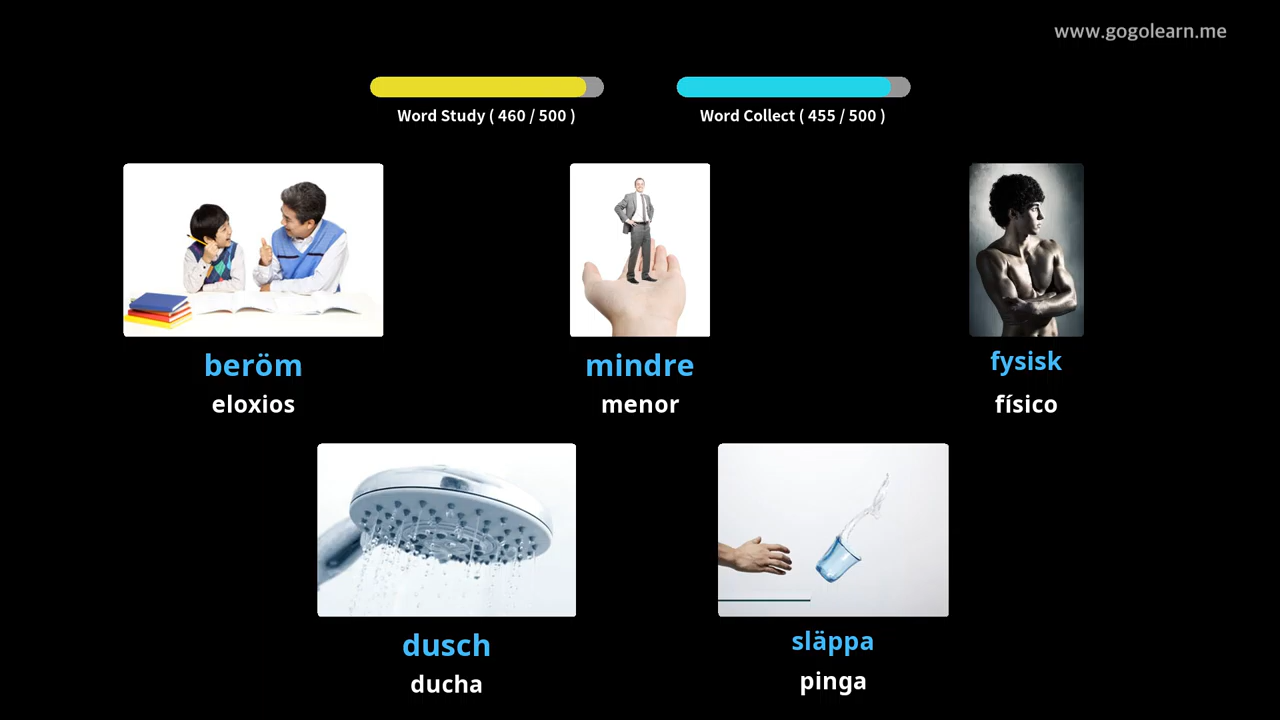 www.gogolearn.me
Word Study ( 460 / 500 )
Word Collect ( 455 / 500 )
beröm
eloxios
mindre
menor
fysisk
físico
dusch
ducha
släppa
pinga